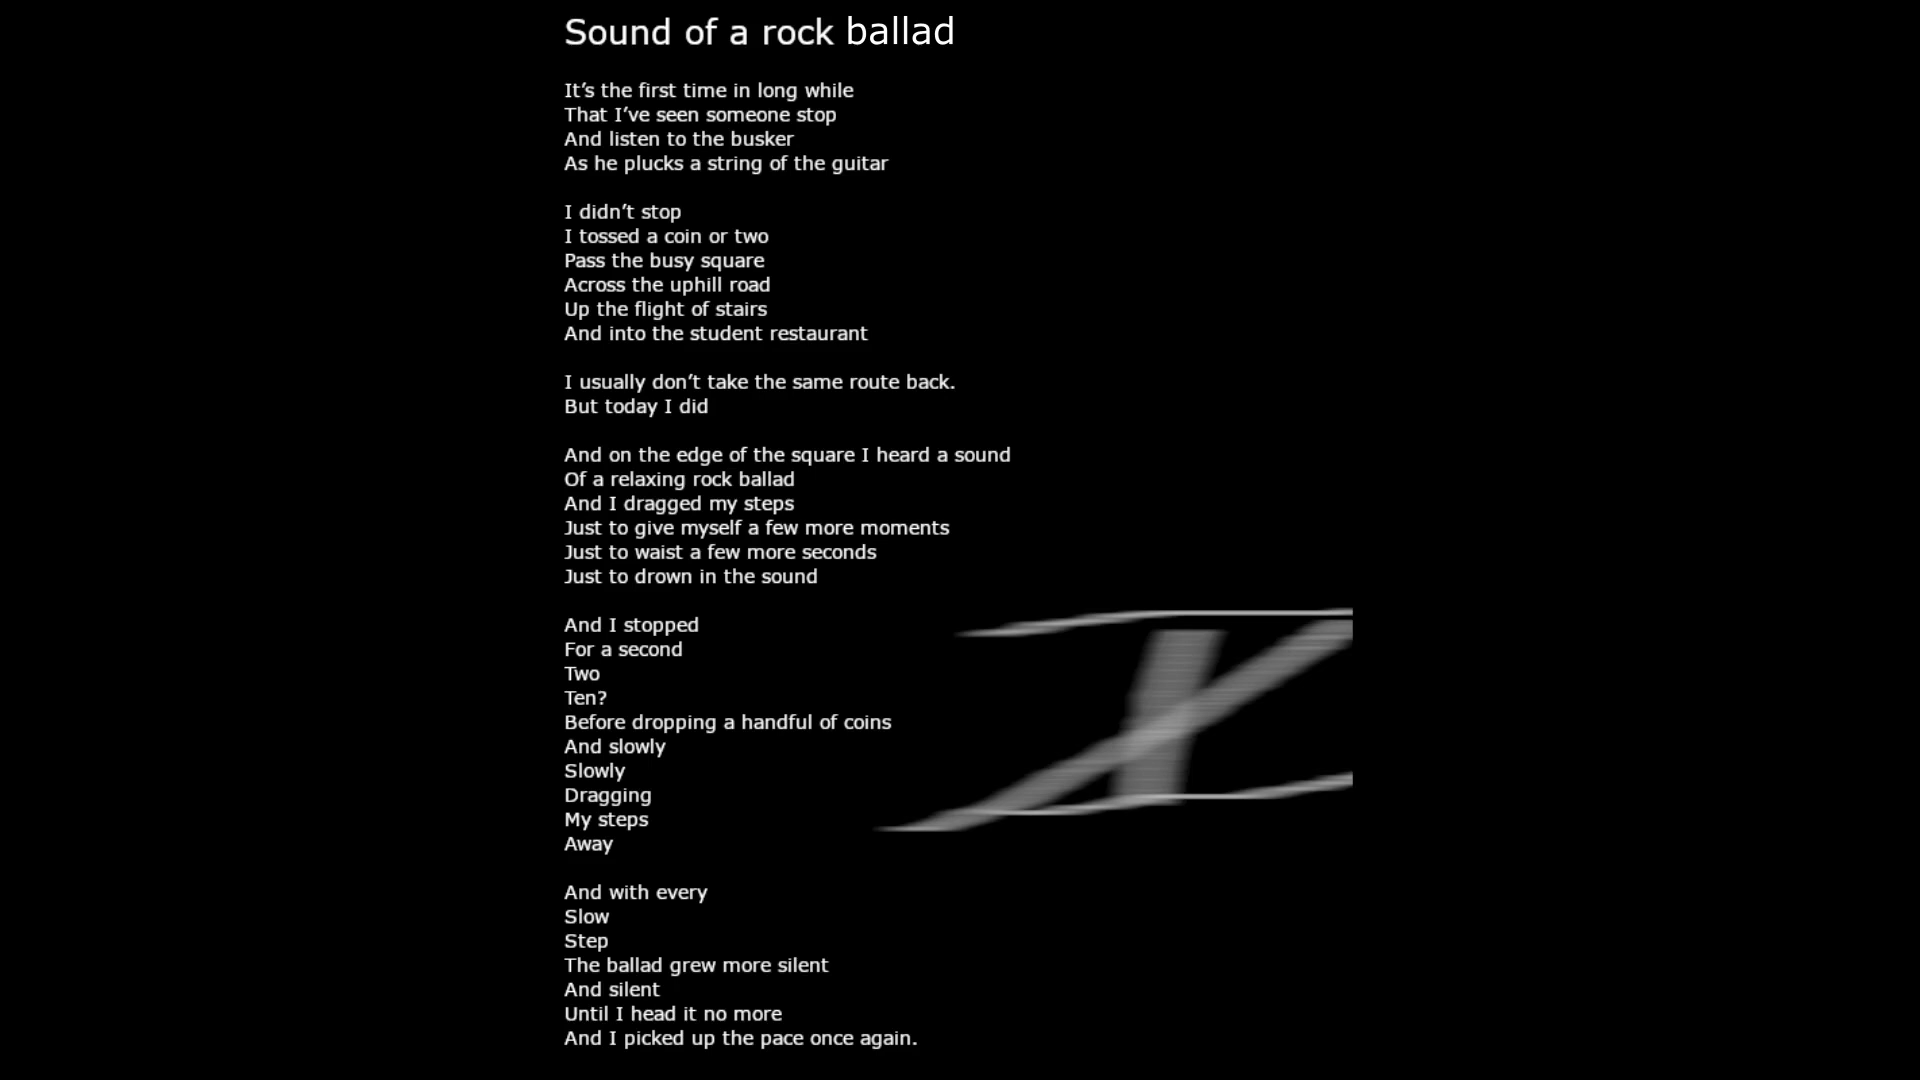 Sound of a rock ballad
It’s the first time in long while
That I’ve seen someone stop
And listen to the busker
As he plucks a string of the guitar
I didn’t stop
I tossed a coin or two
Pass the busy square
Across the uphill road
Up the flight of stairs
And into the student restaurant
I usually don’t take the same route back.
But today I did
And on the edge of the square I heard a sound
Of a relaxing rock ballad
And I dragged my steps
Just to give myself a few more moments
Just to waist a few more seconds
Just to drown in the sound
And I stopped
For a second
Two
Ten?
Before dropping a handful of coins
And slowly
Slowly
Dragging
My steps
Away
And with every
Slow
Step
The ballad grew more silent
And silent
Until I head it no more
And I picked up the pace once again.